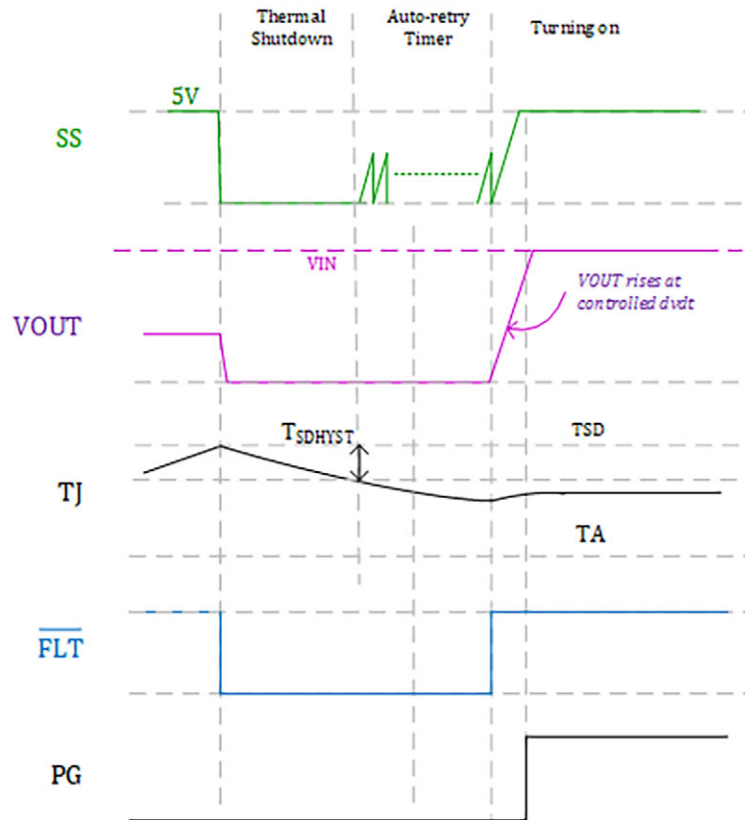 Thermal
Shutdown
Auto-retry
Timer
Turning on
5V
SS
VIN
VOUT rises at
controlled dvdt
VOUT
TSDHYST
TSD
TJ
TA
FLT
PG